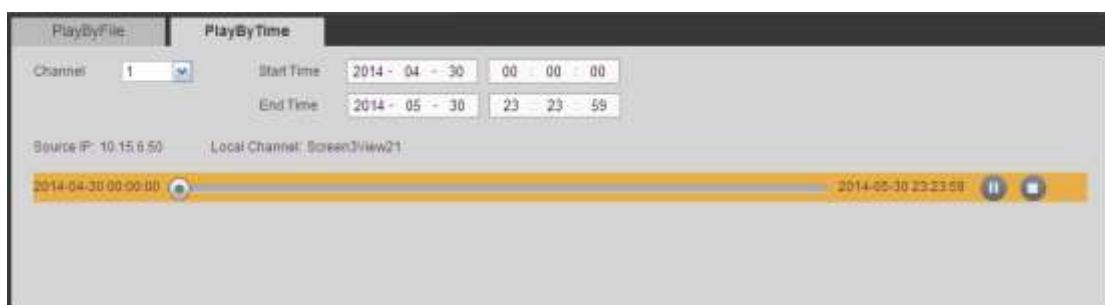 PlayByFile PlayByTime
Channel 1 Start Time 2014 - 04 - 30 00 : 00 : 00
End Time 2014 - 05 - 30 23 : 23 : 59
Source IP: 10.15.6.50 Local Channel: Screen3View21
2014-04-30 00:00:00 2014-05-30 23:23:59